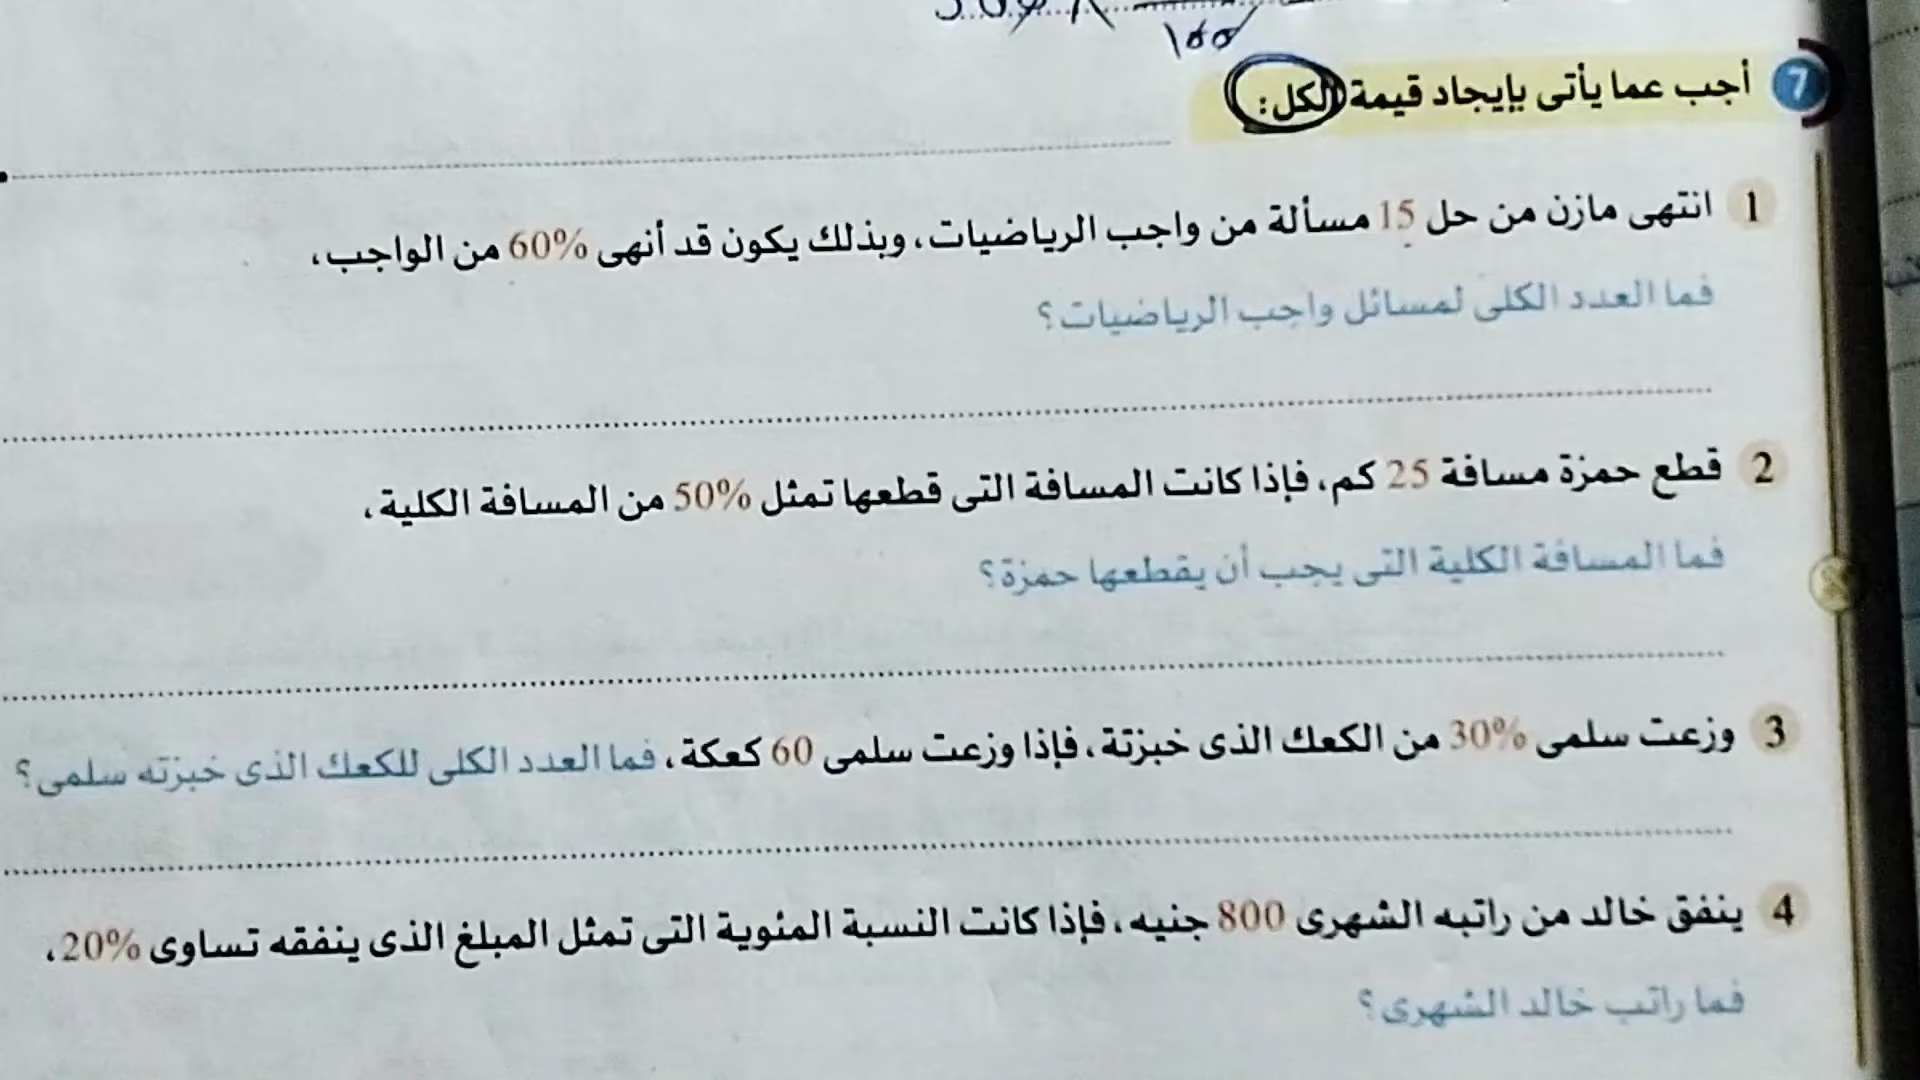 100
7 أجب عما يأتى بإيجاد قيمة الكل:
1 انتهى مازن من حل 15 مسألة من واجب الرياضيات، وبذلك يكون قد أنهى 60% من الواجب،
فما العدد الكلى لمسائل واجب الرياضيات؟
2 قطع حمزة مسافة 25 كم، فإذا كانت المسافة التى قطعها تمثل 50% من المسافة الكلية،
فما المسافة الكلية التى يجب أن يقطعها حمزة؟
3 وزعت سلمى 30% من الكعك الذى خبزتة، فإذا وزعت سلمى 60 كعكة، فما العدد الكلى للكعك الذى خبزته سلمى؟
4 ينفق خالد من راتبه الشهرى 800 جنيه، فإذا كانت النسبة المئوية التى تمثل المبلغ الذى ينفقه تساوى 20%،
فما راتب خالد الشهرى؟